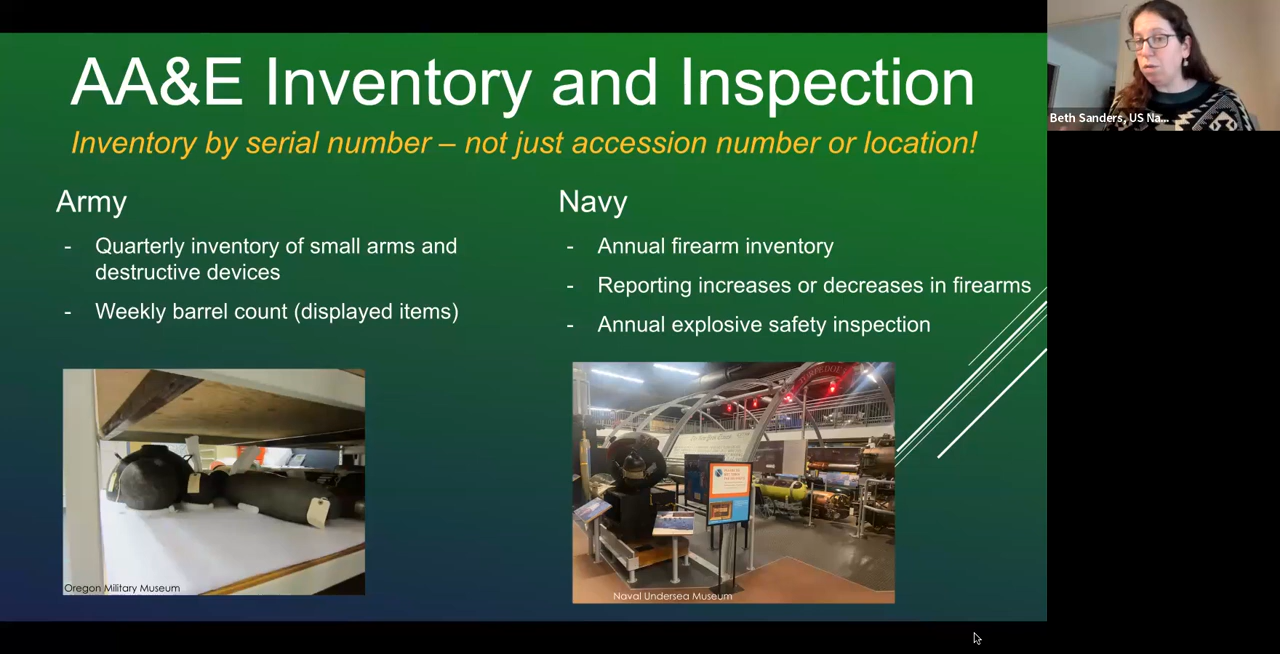 AA&E Inventory and Inspection
Inventory by serial number – not just accession number or location!
Army
- Quarterly inventory of small arms and
destructive devices
- Weekly barrel count (displayed items)
Navy
- Annual firearm inventory
- Reporting increases or decreases in firearms
- Annual explosive safety inspection
Oregon Military Museum
Naval Undersea Museum
Beth Sanders, US Na...